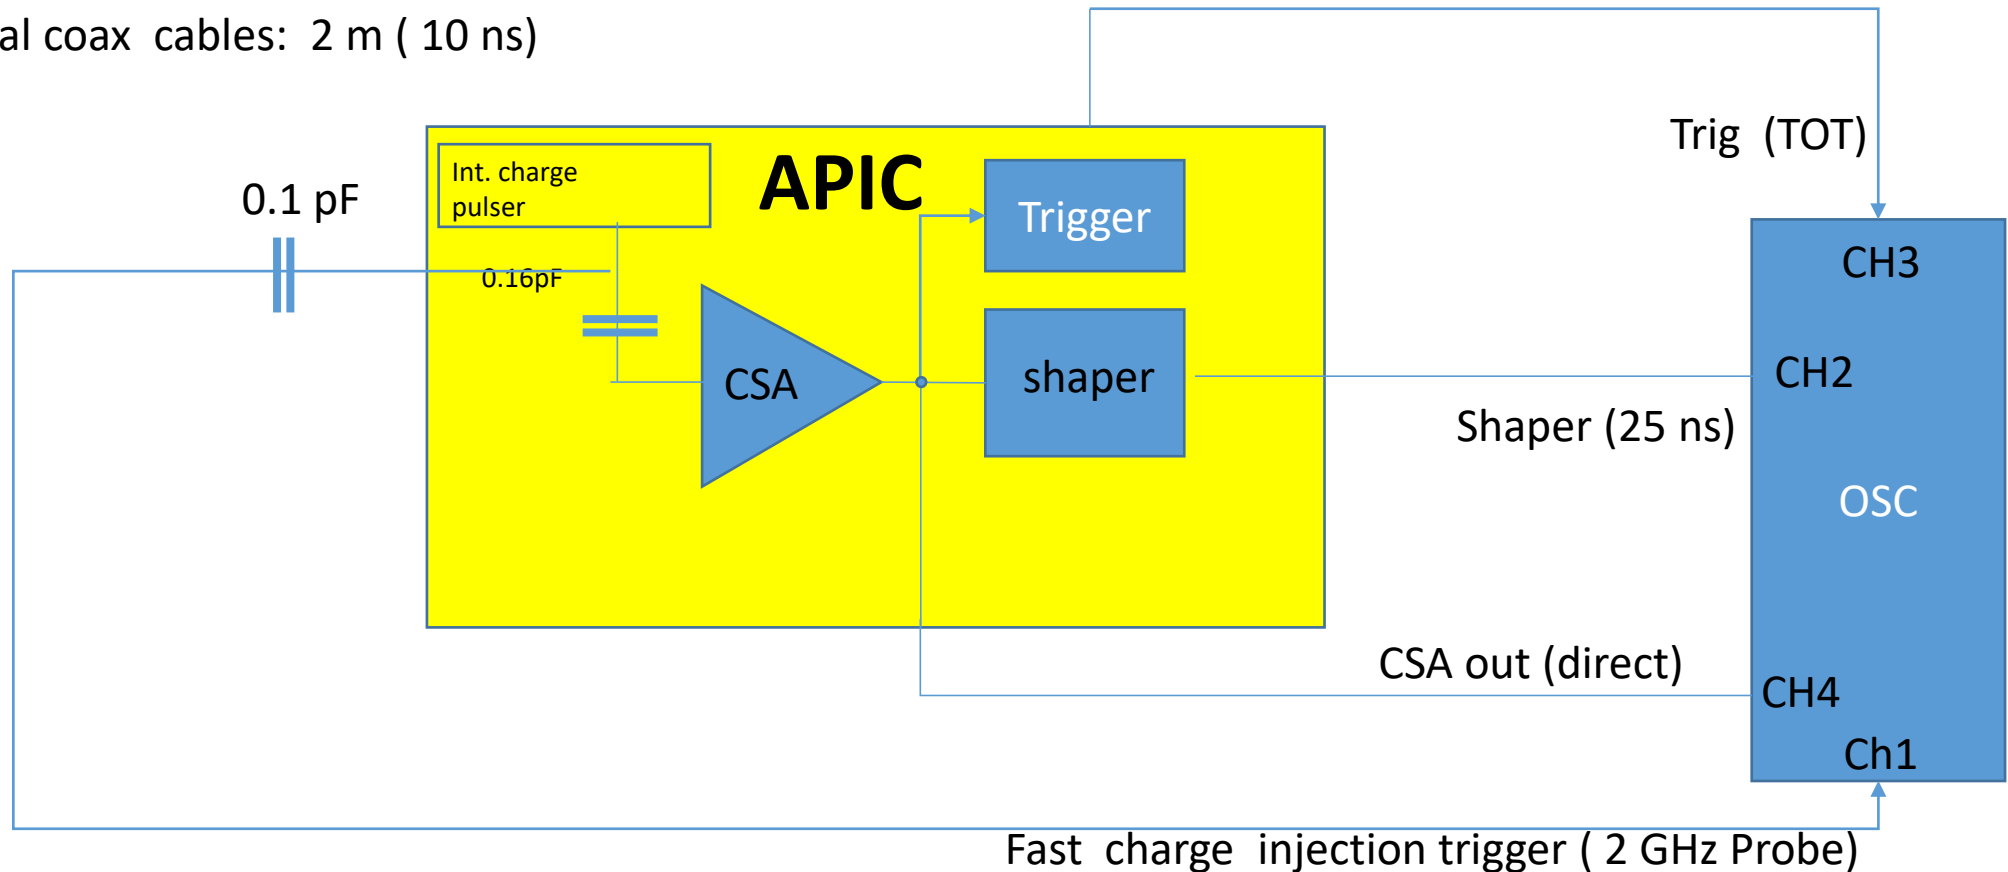 al coax cables: 2 m ( 10 ns)
Trig (TOT)
0.1 pF
Int. charge
pulser
APIC
Trigger
0.16pF
CH3
CSA
shaper
CH2
Shaper (25 ns)
OSC
CSA out (direct)
CH4
Ch1
Fast charge injection trigger ( 2 GHz Probe)